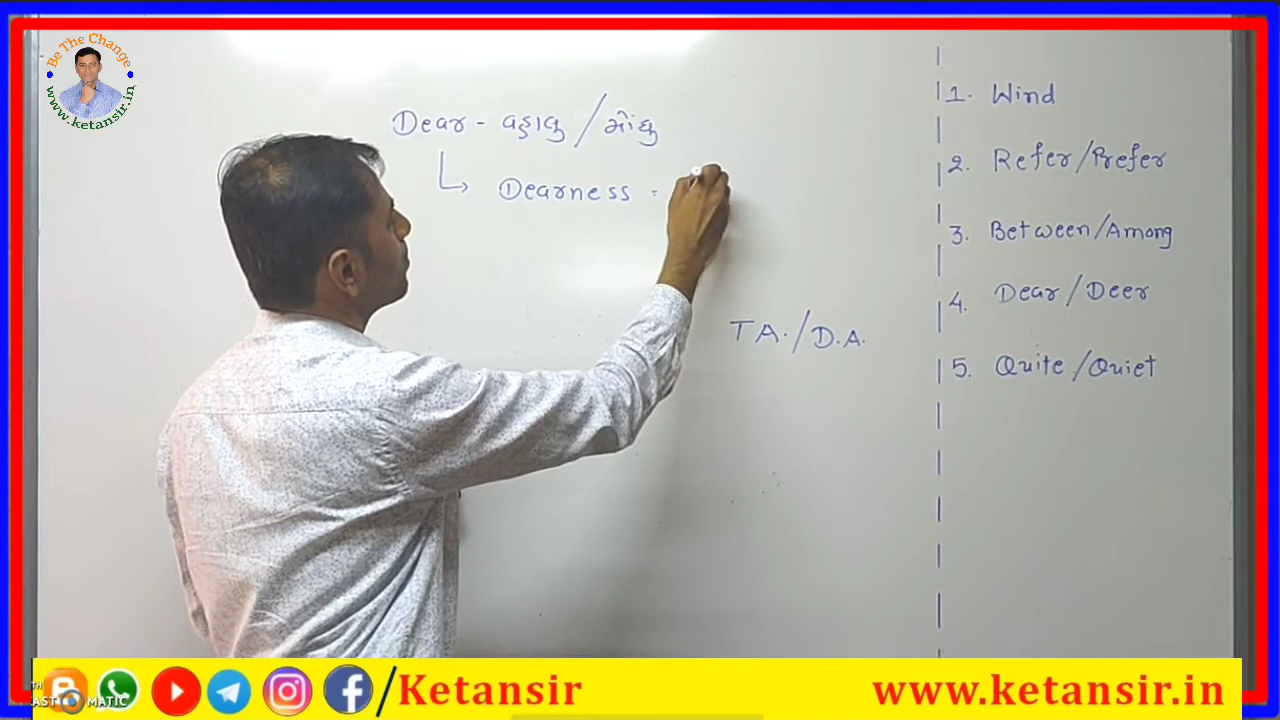 Be The Change
www.ketansir.in
Dear - વ્હાલુ / મોંઘુ
Dearness =
T A. / D. A.
1. Wind
2. Refer / Prefer
3. Between / Among
4. Dear / Deer
5. Quite / Quiet
/Ketansir
www.ketansir.in